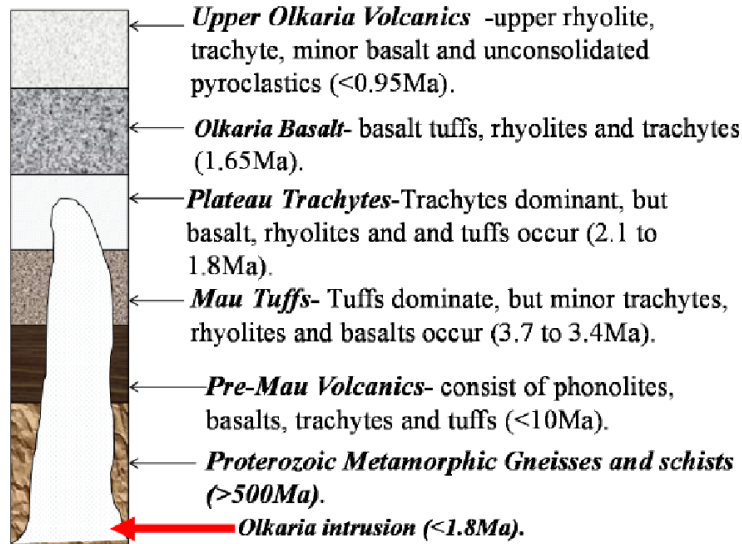 Upper Olkaria Volcanics -upper rhyolite,
trachyte, minor basalt and unconsolidated
pyroclastics (<0.95Ma).
Olkaria Basalt- basalt tuffs, rhyolites and trachytes
(1.65Ma).
Plateau Trachytes-Trachytes dominant, but
basalt, rhyolites and and tuffs occur (2.1 to
1.8Ma).
Mau Tuffs- Tuffs dominate, but minor trachytes,
rhyolites and basalts occur (3.7 to 3.4Ma).
Pre-Mau Volcanics- consist of phonolites,
basalts, trachytes and tuffs (<10Ma).
Proterozoic Metamorphic Gneisses and schists
(>500Ma).
Olkaria intrusion (<1.8Ma).